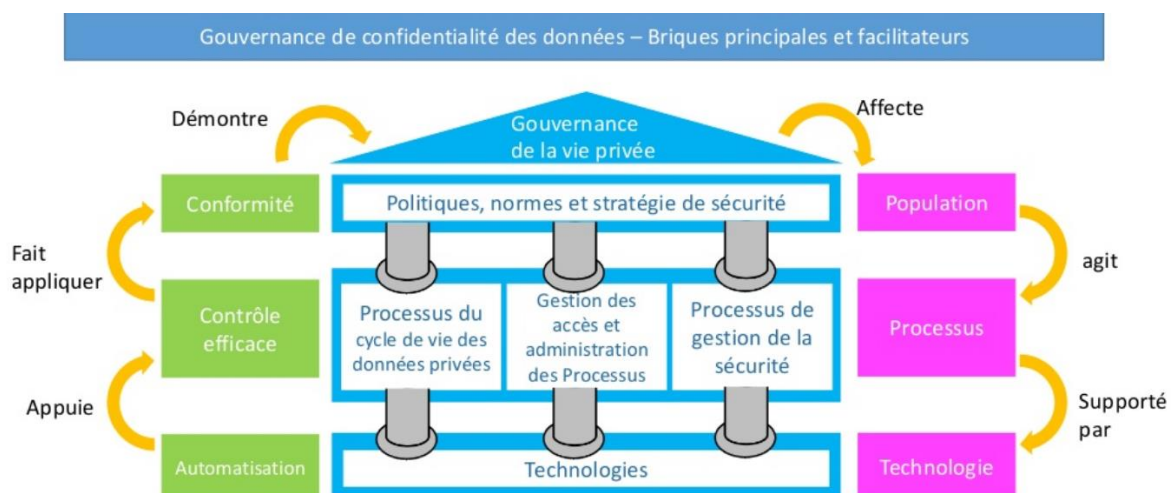 Gouvernance de confidentialité des données – Briques principales et facilitateurs
Démontre
Gouvernance
de la vie privée
Affecte
Conformité
Politiques, normes et stratégie de sécurité
Population
Fait
appliquer
agit
Contrôle
efficace
Processus du
cycle de vie des
données privées
Gestion des
accès et
administration
des Processus
Processus de
gestion de la
sécurité
Processus
Appuie
Supporté
par
Automatisation
Technologies
Technologie